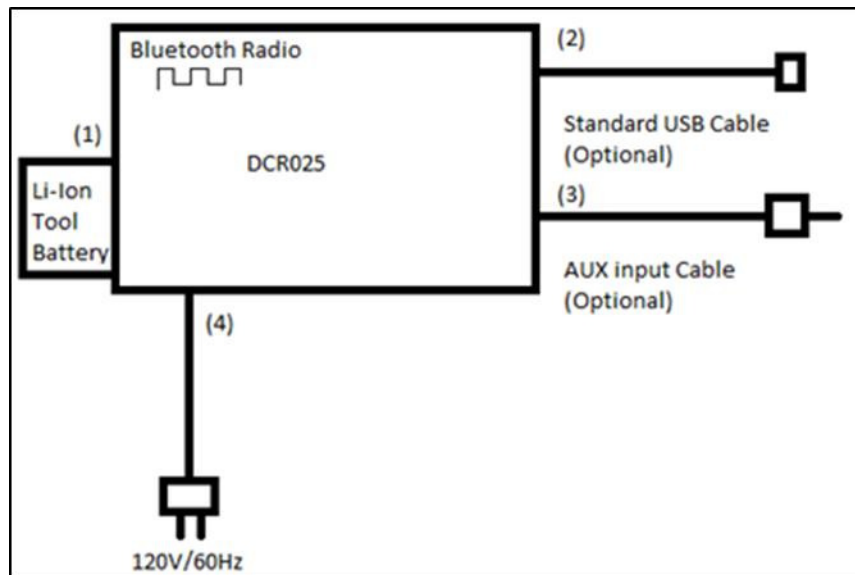 Bluetooth Radio
(2)
(1)
Standard USB Cable
(Optional)
DCR025
Li-Ion
Tool
Battery
(3)
AUX input Cable
(Optional)
(4)
120V/60Hz